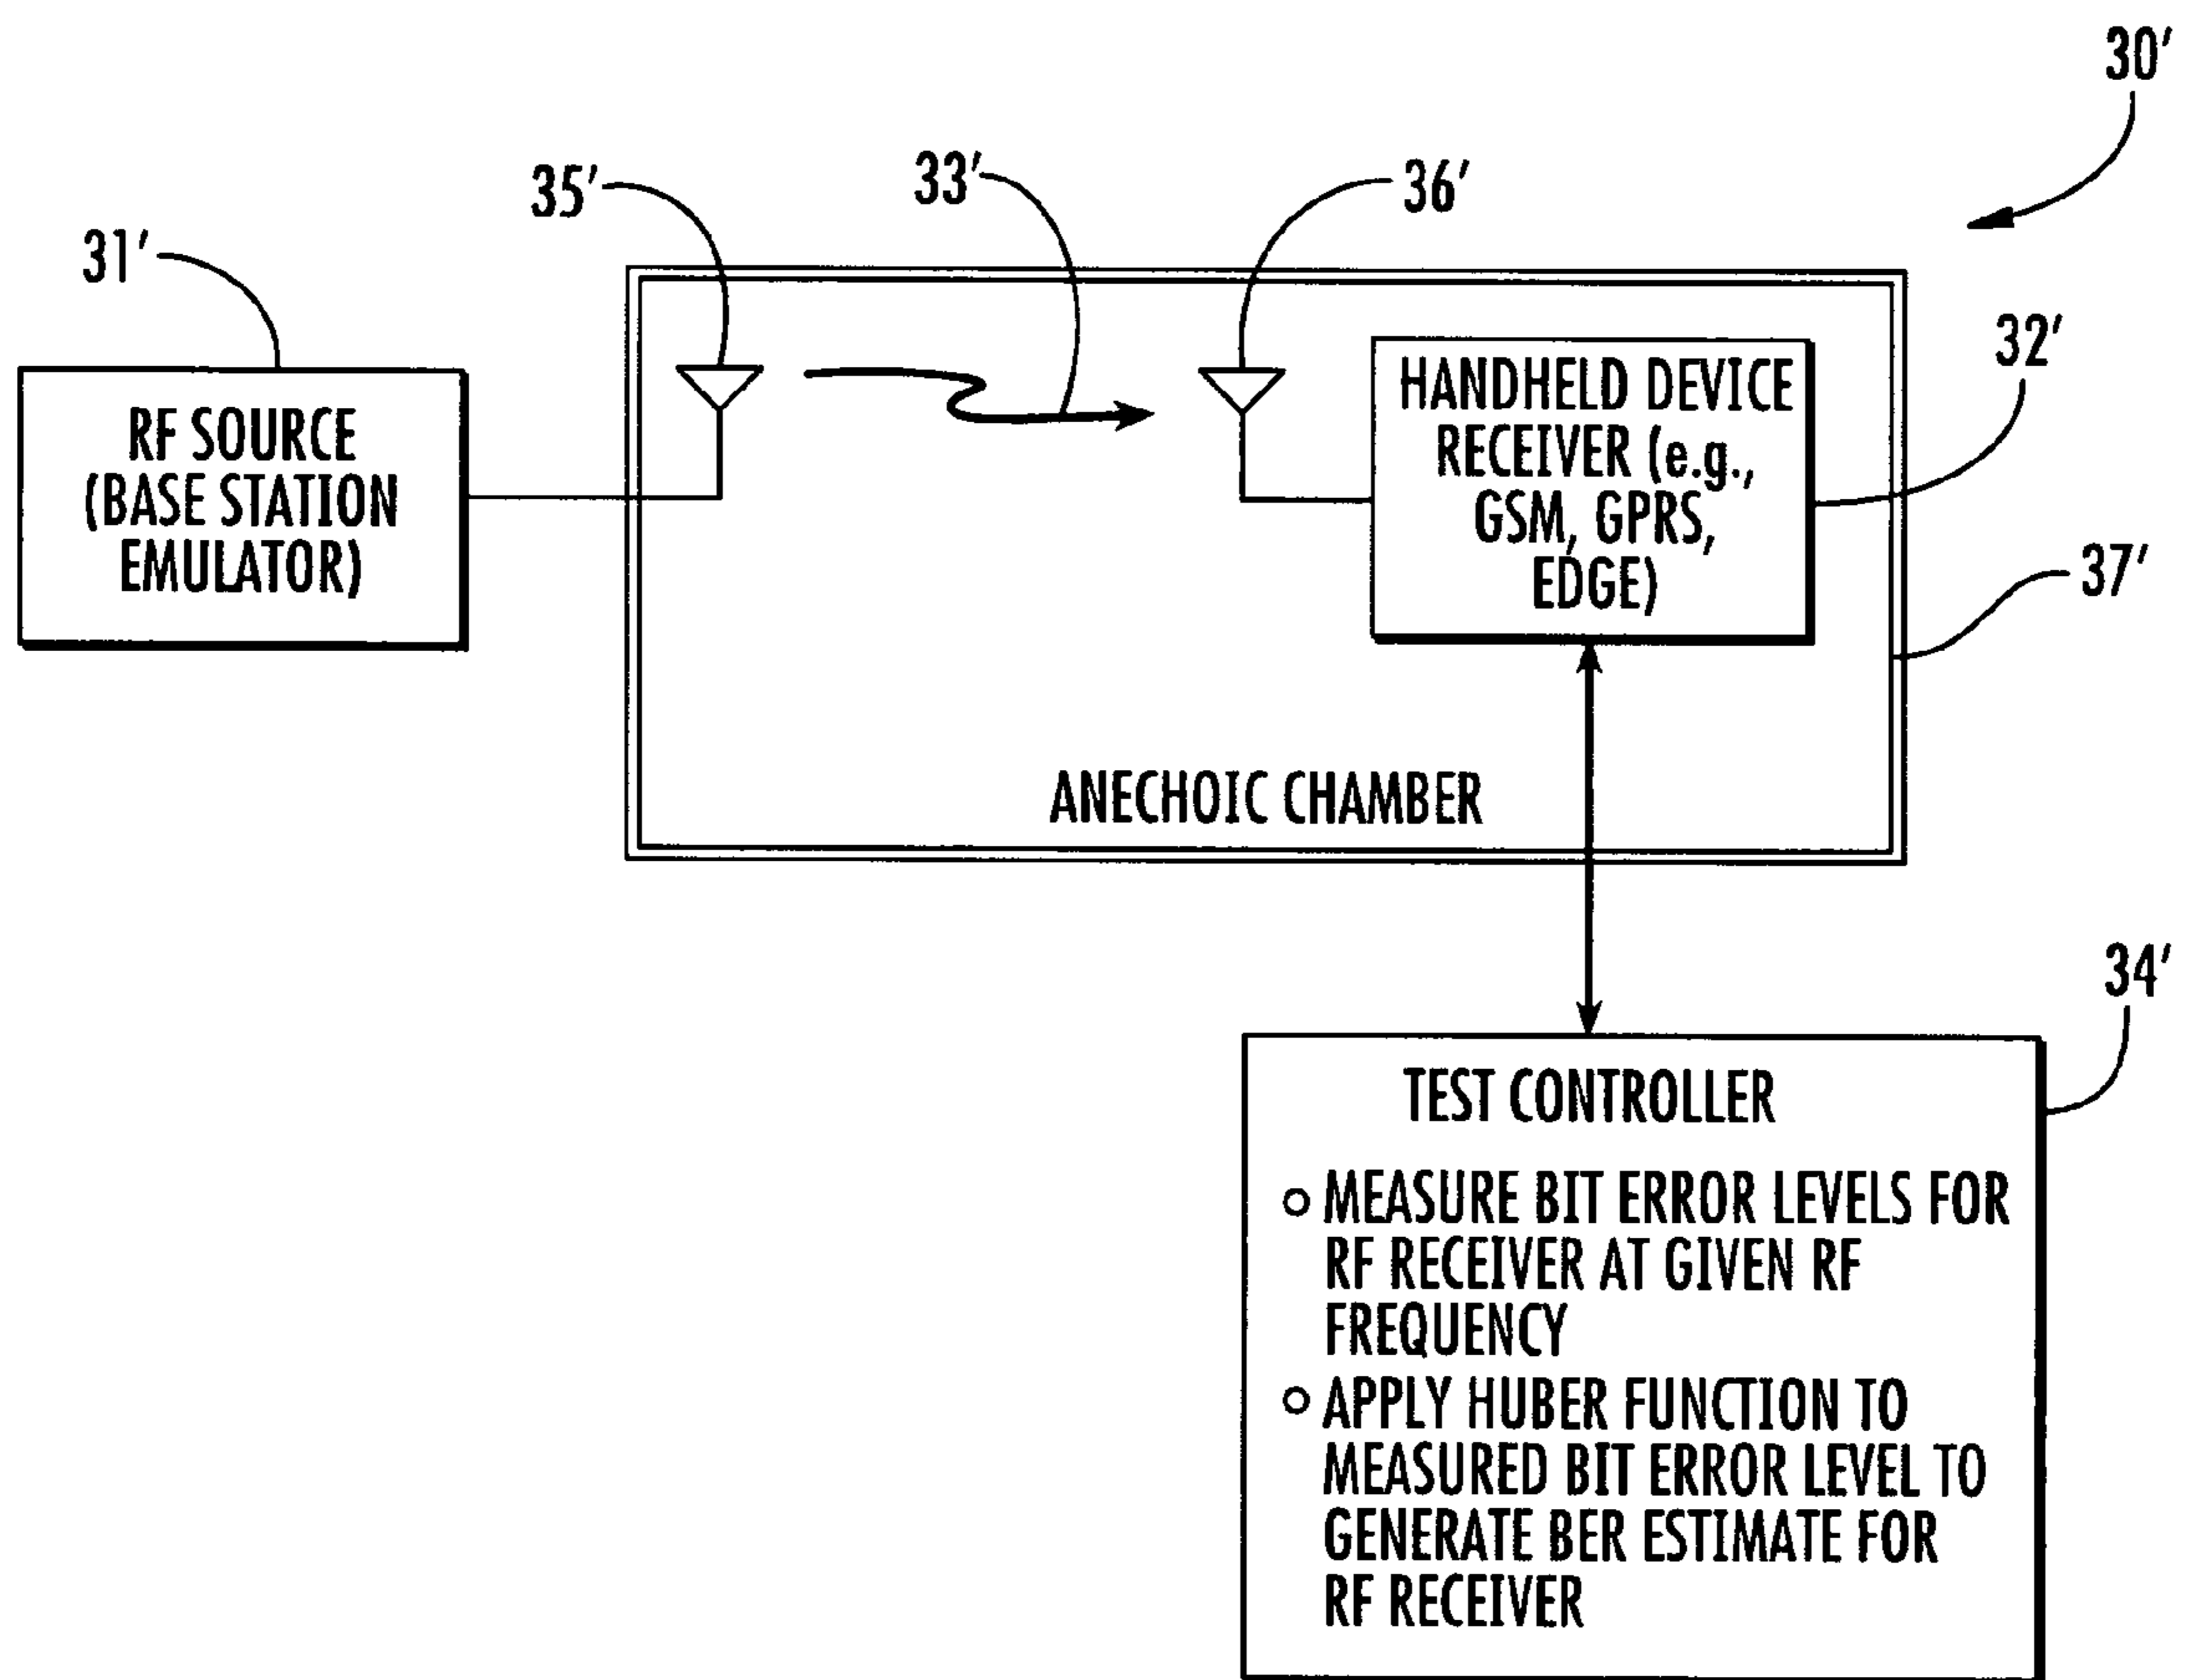 30'
35'
33'
36'
31'
32'
RF SOURCE
(BASE STATION
EMULATOR)
HANDHELD DEVICE
RECEIVER (e.g.,
GSM, GPRS,
EDGE)
37'
ANECHOIC CHAMBER
34'
TEST CONTROLLER
○ MEASURE BIT ERROR LEVELS FOR
RF RECEIVER AT GIVEN RF
FREQUENCY
○ APPLY HUBER FUNCTION TO
MEASURED BIT ERROR LEVEL TO
GENERATE BER ESTIMATE FOR
RF RECEIVER